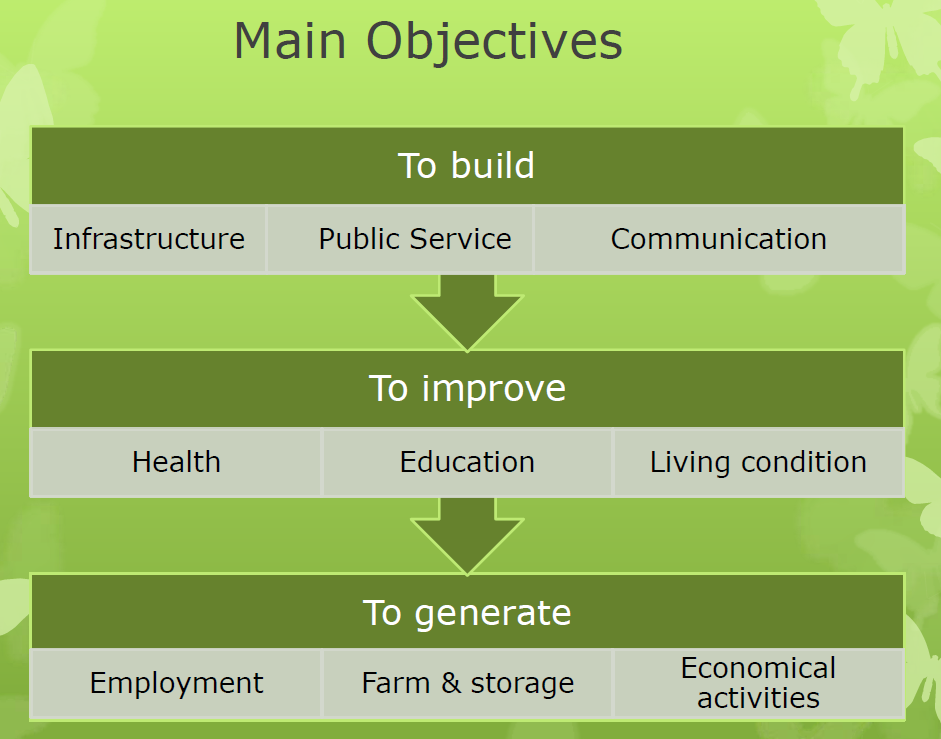 Main Objectives
To build
Infrastructure
Public Service
Communication
To improve
Health
Education
Living condition
To generate
Employment
Farm & storage
Economical
activities